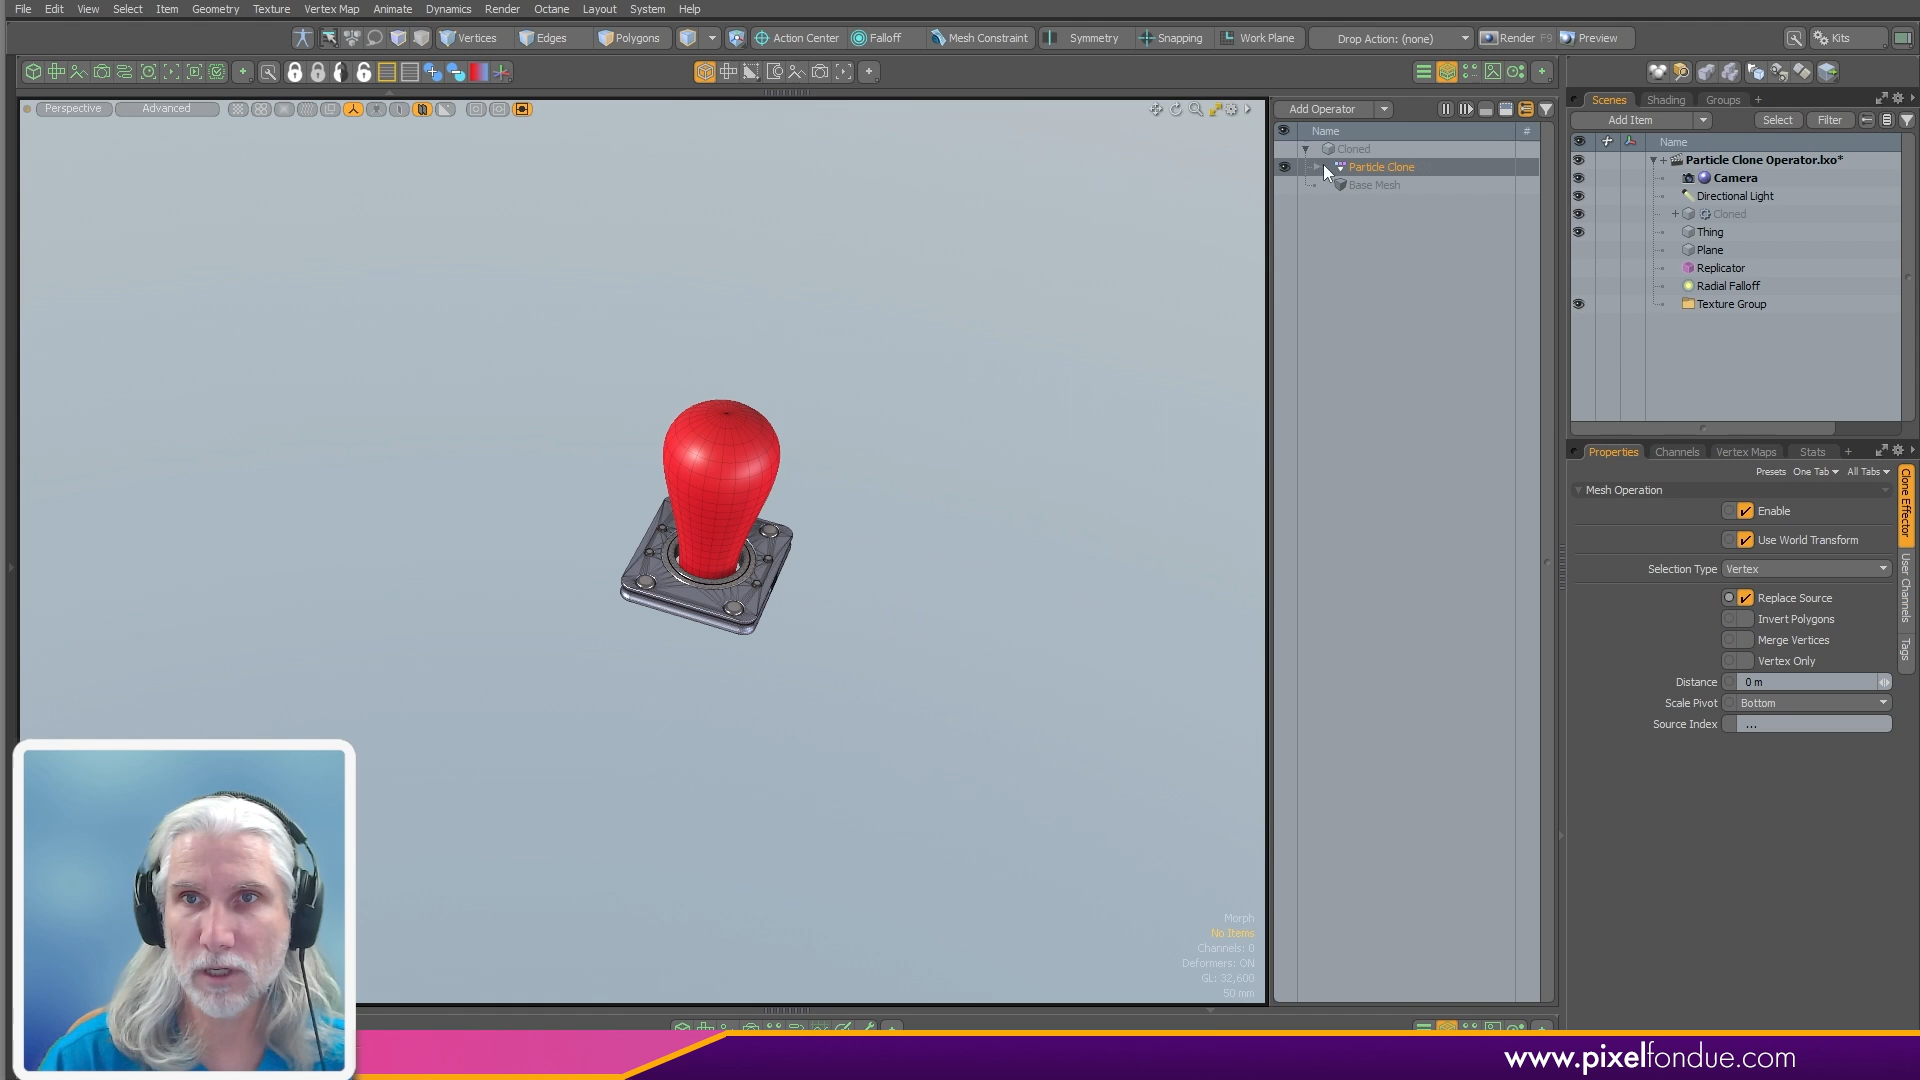 File Edit View Select Item Geometry Texture Vertex Map Animate Dynamics Render Octane Layout System Help
Vertices Edges Polygons Action Center Falloff Mesh Constraint Symmetry Snapping Work Plane Drop Action: (none) Render F9 Preview Kits
Perspective Advanced
Add Operator
Name #
Cloned
Particle Clone
Base Mesh
Scenes Shading Groups
Add Item Select Filter
Name
Particle Clone Operator.lxo*
Camera
Directional Light
Cloned
Thing
Plane
Replicator
Radial Falloff
Texture Group
Properties Channels Vertex Maps Stats
Presets One Tab All Tabs
Mesh Operation
Enable
Use World Transform
Selection Type Vertex
Replace Source
Invert Polygons
Merge Vertices
Vertex Only
Distance 0 m
Scale Pivot Bottom
Source Index ...
Clone Effector
User Channels
Tags
Morph
No Items
Channels: 0
Deformers: ON
GL: 32,600
50 mm
www.pixelfondue.com